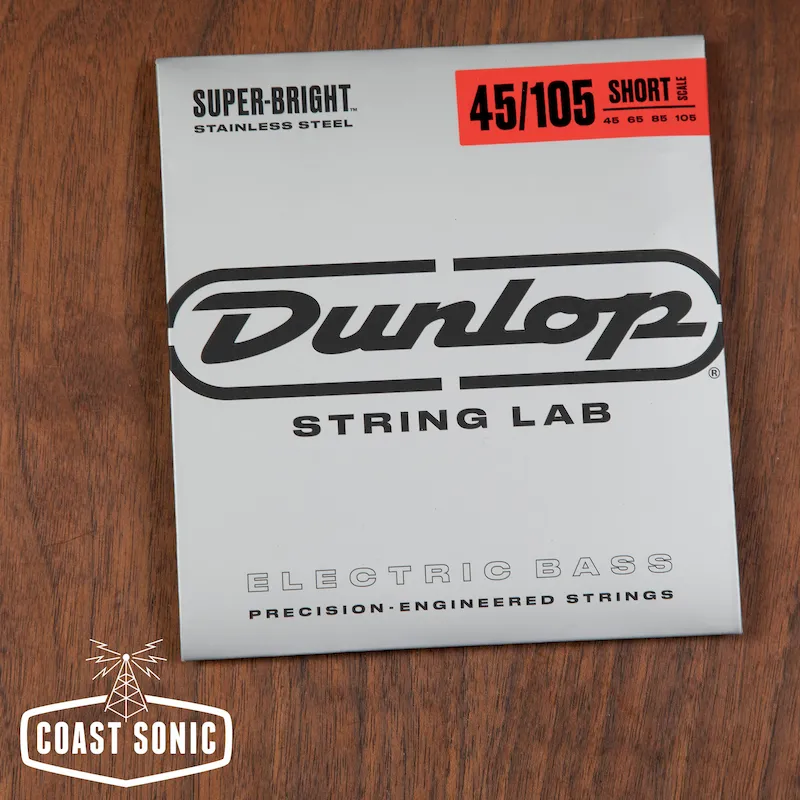 SUPER-BRIGHT™
STAINLESS STEEL
45/105 SHORT SCALE
45 65 85 105
Dunlop®
STRING LAB
ELECTRIC BASS
PRECISION-ENGINEERED STRINGS
COAST SONIC